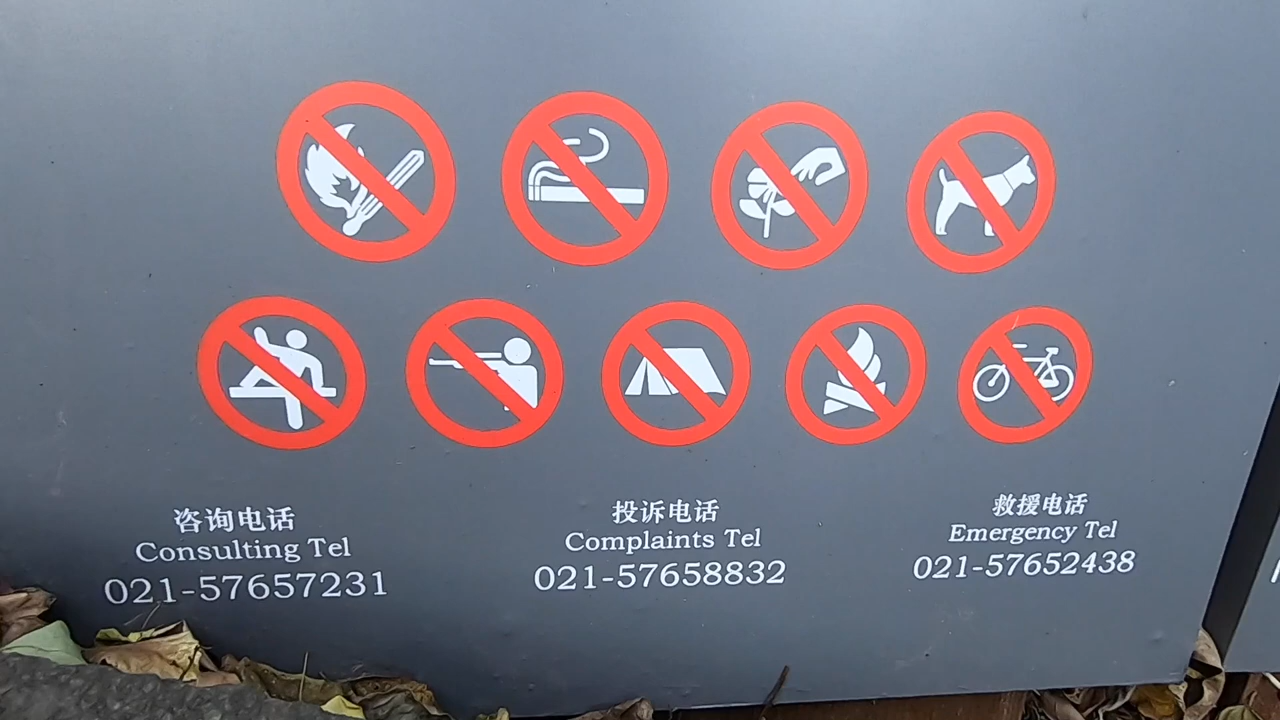 咨询电话
Consulting Tel
021-57657231
投诉电话
Complaints Tel
021-57658832
救援电话
Emergency Tel
021-57652438